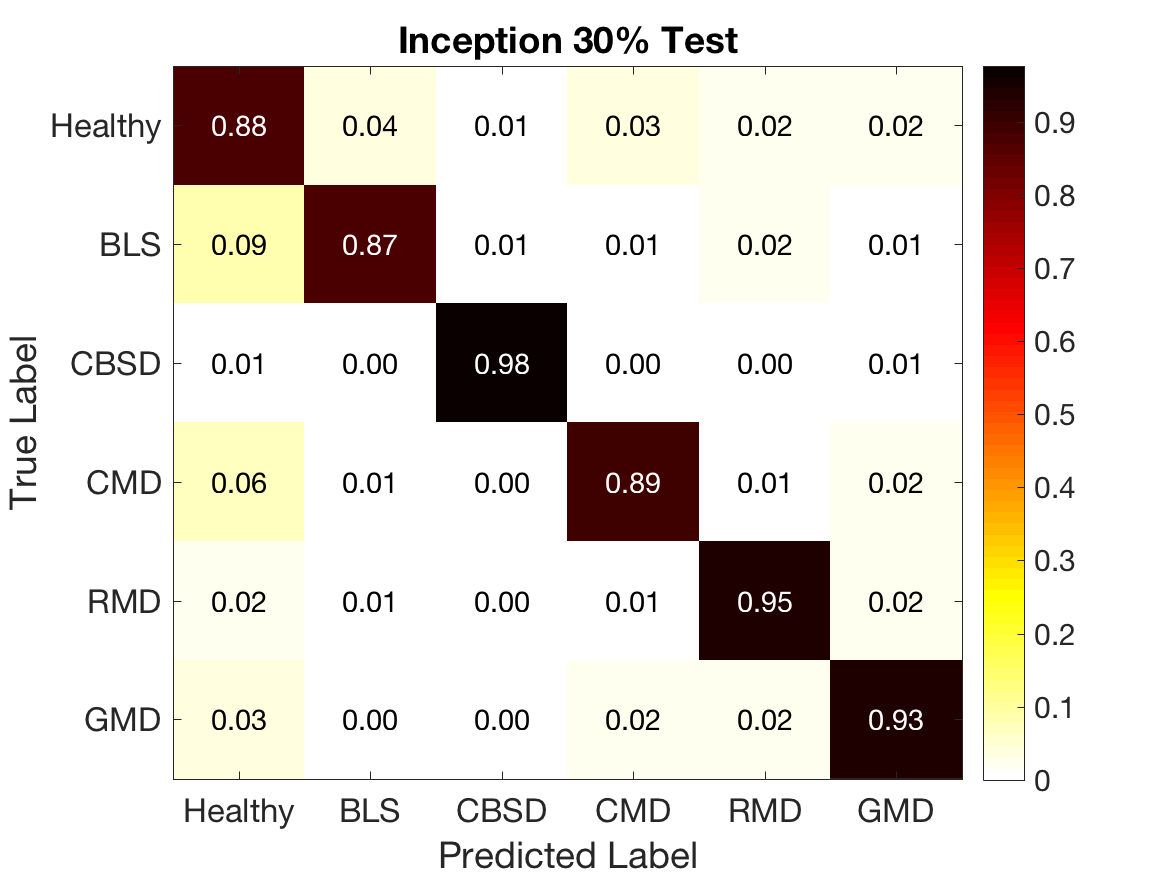 Inception 30% Test
Healthy 0.88 0.04 0.01 0.03 0.02 0.02
BLS 0.09 0.87 0.01 0.01 0.02 0.01
CBSD 0.01 0.00 0.98 0.00 0.00 0.01
CMD 0.06 0.01 0.00 0.89 0.01 0.02
RMD 0.02 0.01 0.00 0.01 0.95 0.02
GMD 0.03 0.00 0.00 0.02 0.02 0.93
Healthy BLS CBSD CMD RMD GMD
Predicted Label
True Label
0.9
0.8
0.7
0.6
0.5
0.4
0.3
0.2
0.1
0